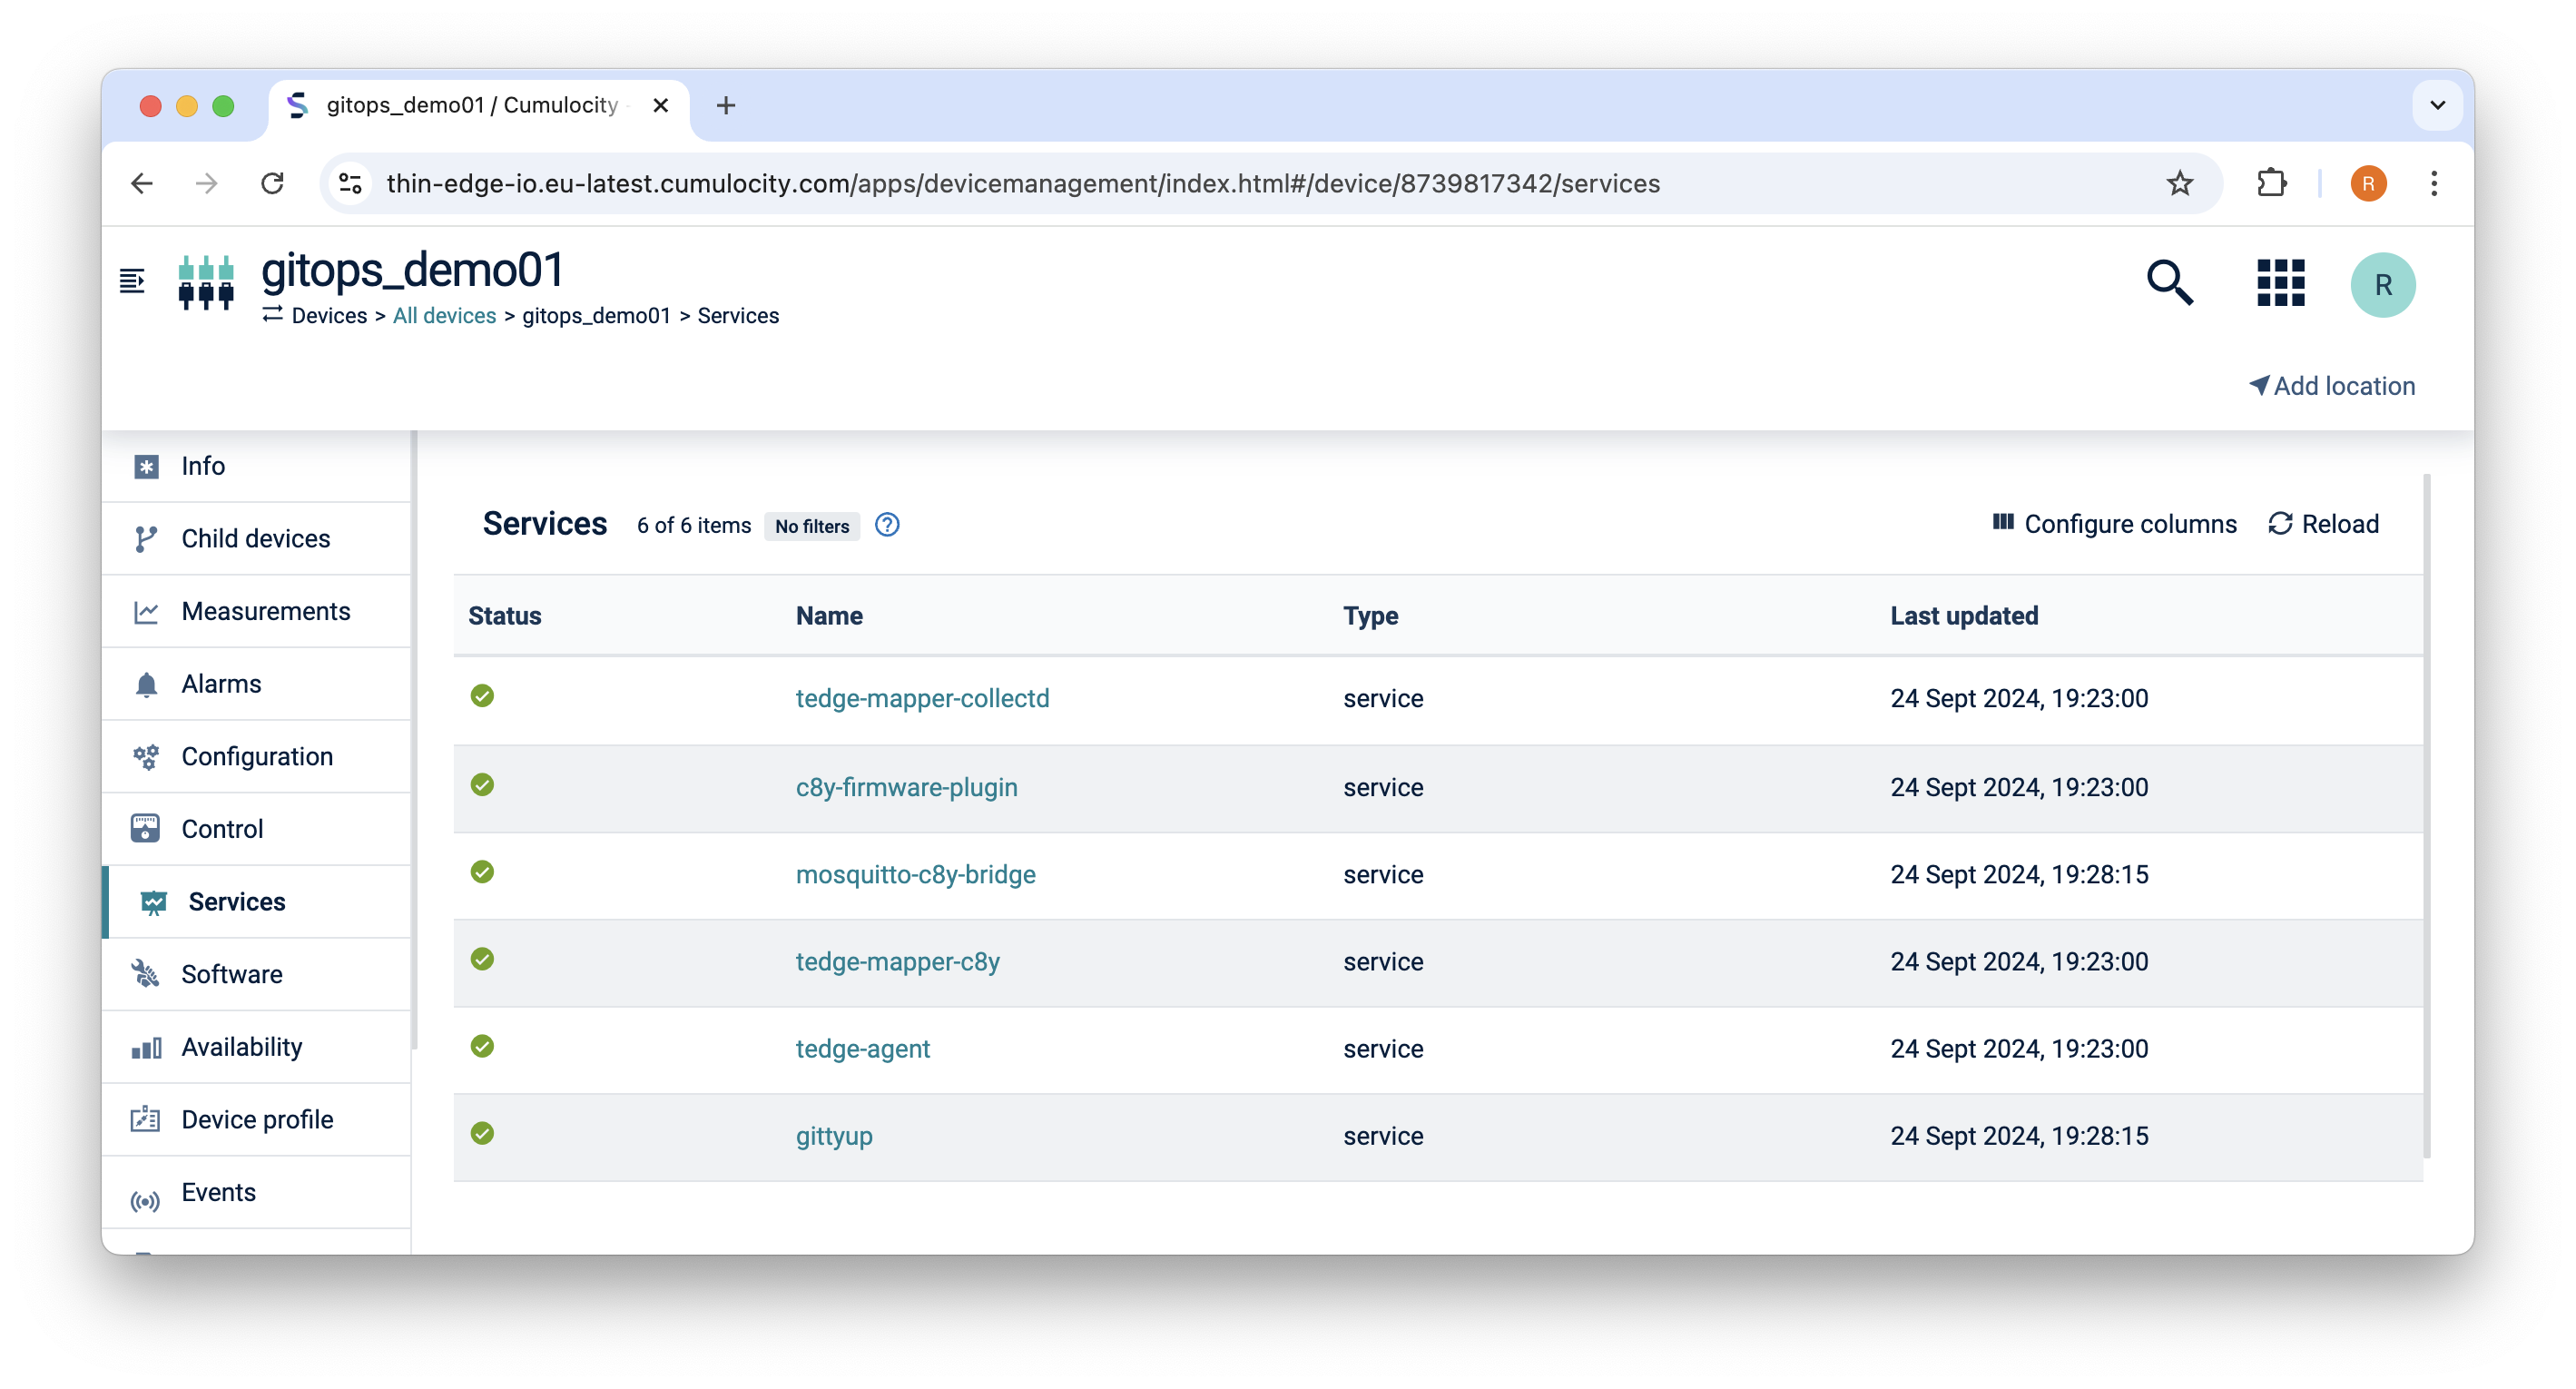 gitops_demo01 / Cumulocity
thin-edge-io.eu-latest.cumulocity.com/apps/devicemanagement/index.html#/device/8739817342/services
R
gitops_demo01
Devices > All devices > gitops_demo01 > Services
R
Add location
Info
Child devices
Measurements
Alarms
Configuration
Control
Services
Software
Availability
Device profile
Events
Services 6 of 6 items No filters
Configure columns Reload
Status Name Type Last updated
tedge-mapper-collectd service 24 Sept 2024, 19:23:00
c8y-firmware-plugin service 24 Sept 2024, 19:23:00
mosquitto-c8y-bridge service 24 Sept 2024, 19:28:15
tedge-mapper-c8y service 24 Sept 2024, 19:23:00
tedge-agent service 24 Sept 2024, 19:23:00
gittyup service 24 Sept 2024, 19:28:15